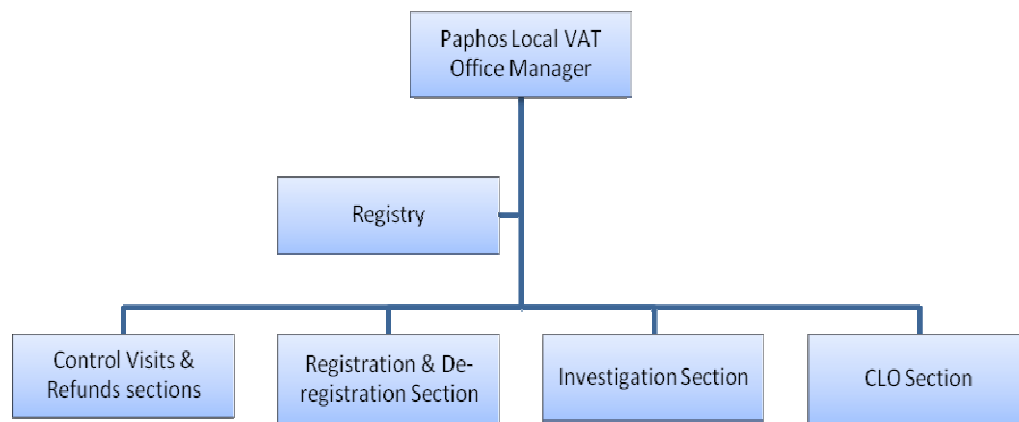 Paphos Local VAT
Office Manager
Registry
Control Visits &
Refunds sections
Registration & De-
registration Section
Investigation Section
CLO Section